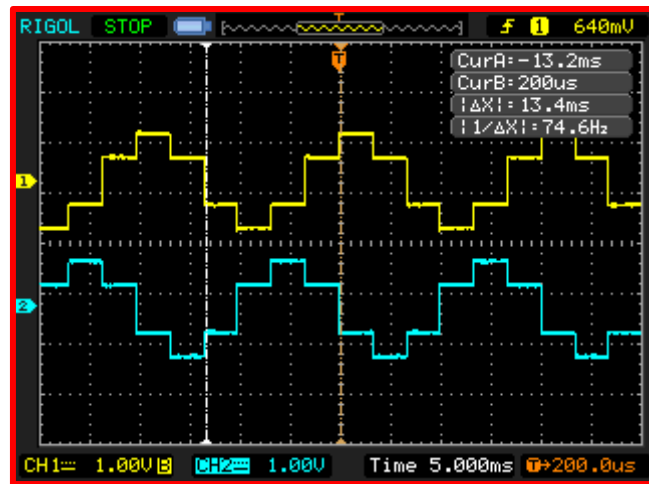 RIGOL STOP T f 1 640mV
T
CurA=-13.2ms
CurB=200us
|ΔX|=13.4ms
|1/ΔX|=74.6Hz
1
2
CH1 1.00V B CH2 1.00V Time 5.000ms T→200.0us